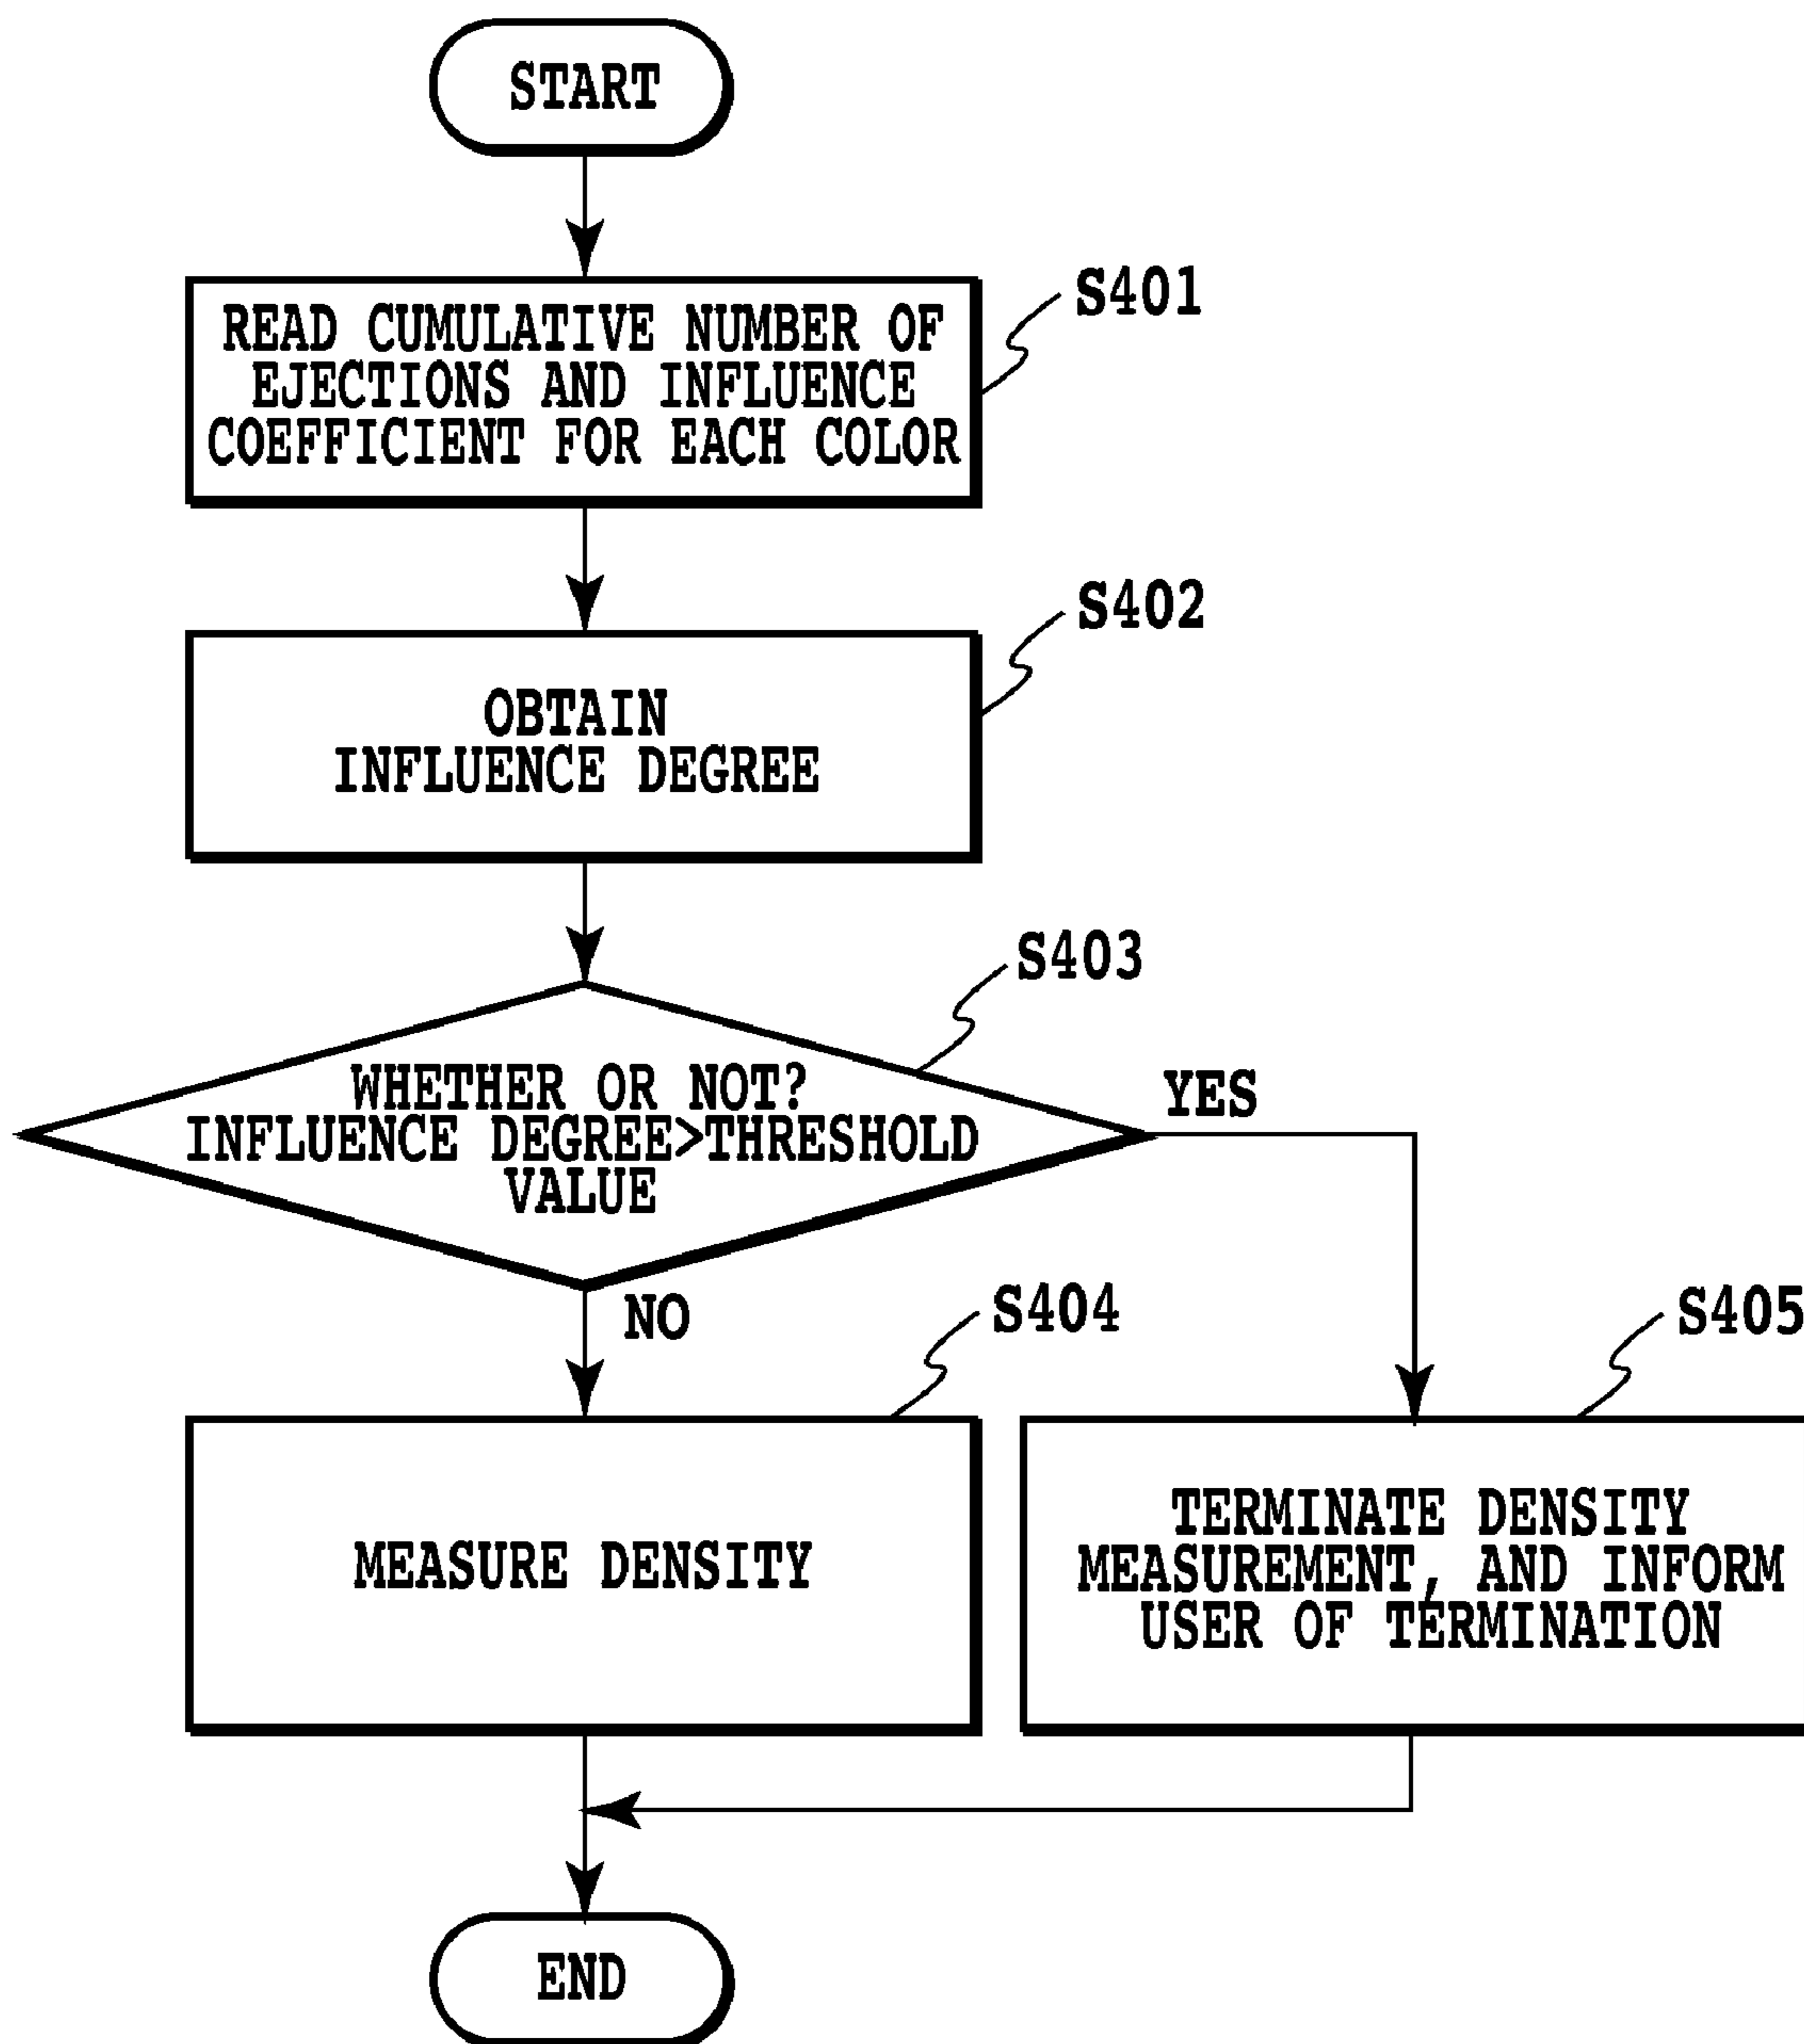 START
S401
READ CUMULATIVE NUMBER OF
EJECTIONS AND INFLUENCE
COEFFICIENT FOR EACH COLOR
S402
OBTAIN
INFLUENCE DEGREE
S403
WHETHER OR NOT?
INFLUENCE DEGREE>THRESHOLD
VALUE
YES
NO
S404
S405
MEASURE DENSITY
TERMINATE DENSITY
MEASUREMENT, AND INFORM
USER OF TERMINATION
END